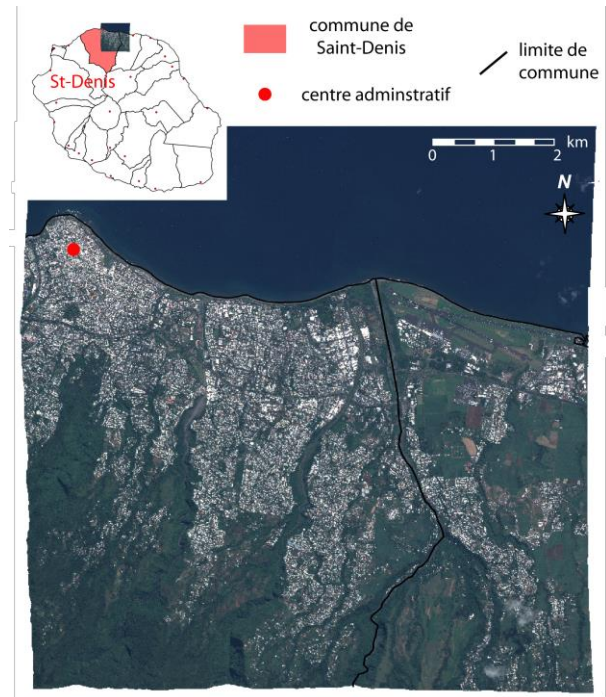 commune de
Saint-Denis
limite de
commune
centre adminstratif
St-Denis
km
0 1 2
N